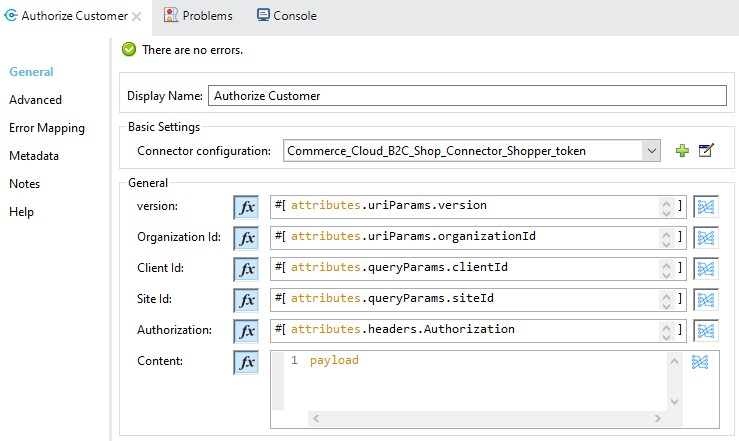 Authorize Customer
Problems
Console
There are no errors.
General
Advanced
Error Mapping
Metadata
Notes
Help
Display Name: Authorize Customer
Basic Settings
Connector configuration: Commerce_Cloud_B2C_Shop_Connector_Shopper_token
General
version: fx #[ attributes.uriParams.version ]
Organization Id: fx #[ attributes.uriParams.organizationId ]
Client Id: fx #[ attributes.queryParams.clientId ]
Site Id: fx #[ attributes.queryParams.siteId ]
Authorization: fx #[ attributes.headers.Authorization ]
Content: fx 1 payload